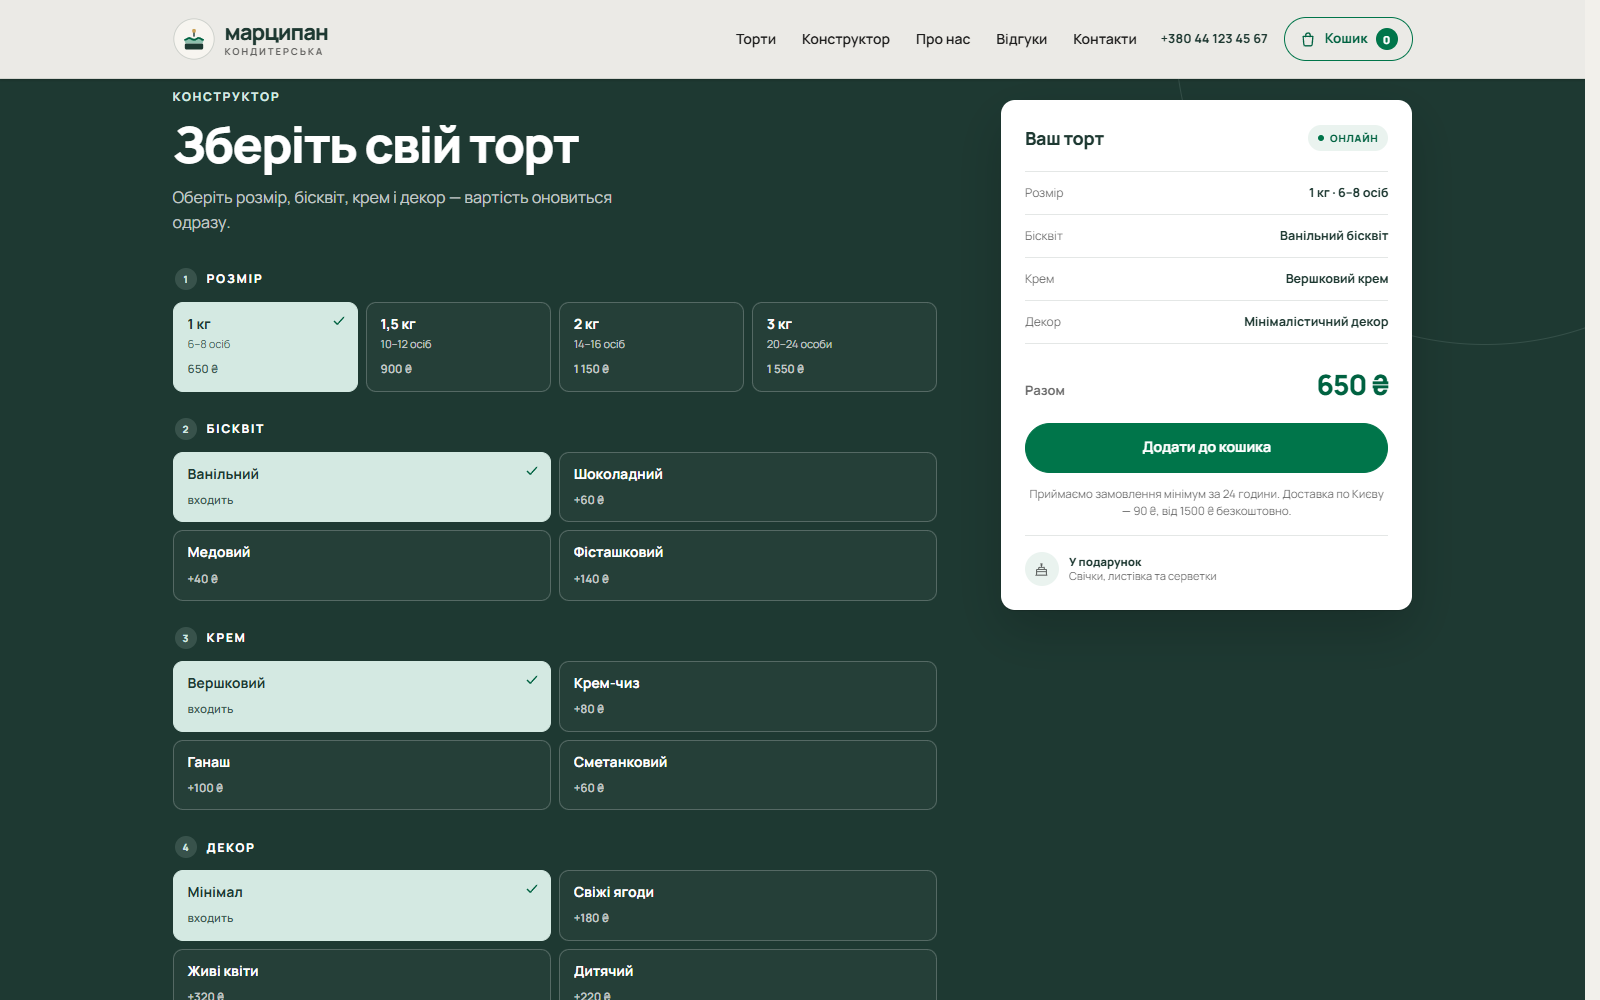 марципан
КОНДИТЕРСЬКА
Торти
Конструктор
Про нас
Відгуки
Контакти
+380 44 123 45 67
Кошик
0
КОНСТРУКТОР
Зберіть свій торт
Оберіть розмір, бісквіт, крем і декор — вартість оновиться
одразу.
1 РОЗМІР
1 кг
6–8 осіб
650 ₴
1,5 кг
10–12 осіб
900 ₴
2 кг
14–16 осіб
1 150 ₴
3 кг
20–24 особи
1 550 ₴
2 БІСКВІТ
Ванільний
входить
Шоколадний
+60 ₴
Медовий
+40 ₴
Фісташковий
+140 ₴
3 КРЕМ
Вершковий
входить
Крем-чиз
+80 ₴
Ганаш
+100 ₴
Сметанковий
+60 ₴
4 ДЕКОР
Мінімал
входить
Свіжі ягоди
+180 ₴
Живі квіти
+320 ₴
Дитячий
+220 ₴
Ваш торт
ОНЛАЙН
Розмір
1 кг · 6–8 осіб
Бісквіт
Ванільний бісквіт
Крем
Вершковий крем
Декор
Мінімалістичний декор
Разом
650 ₴
Додати до кошика
Приймаємо замовлення мінімум за 24 години. Доставка по Києву
— 90 ₴, від 1500 ₴ безкоштовно.
У подарунок
Свічки, листівка та серветки